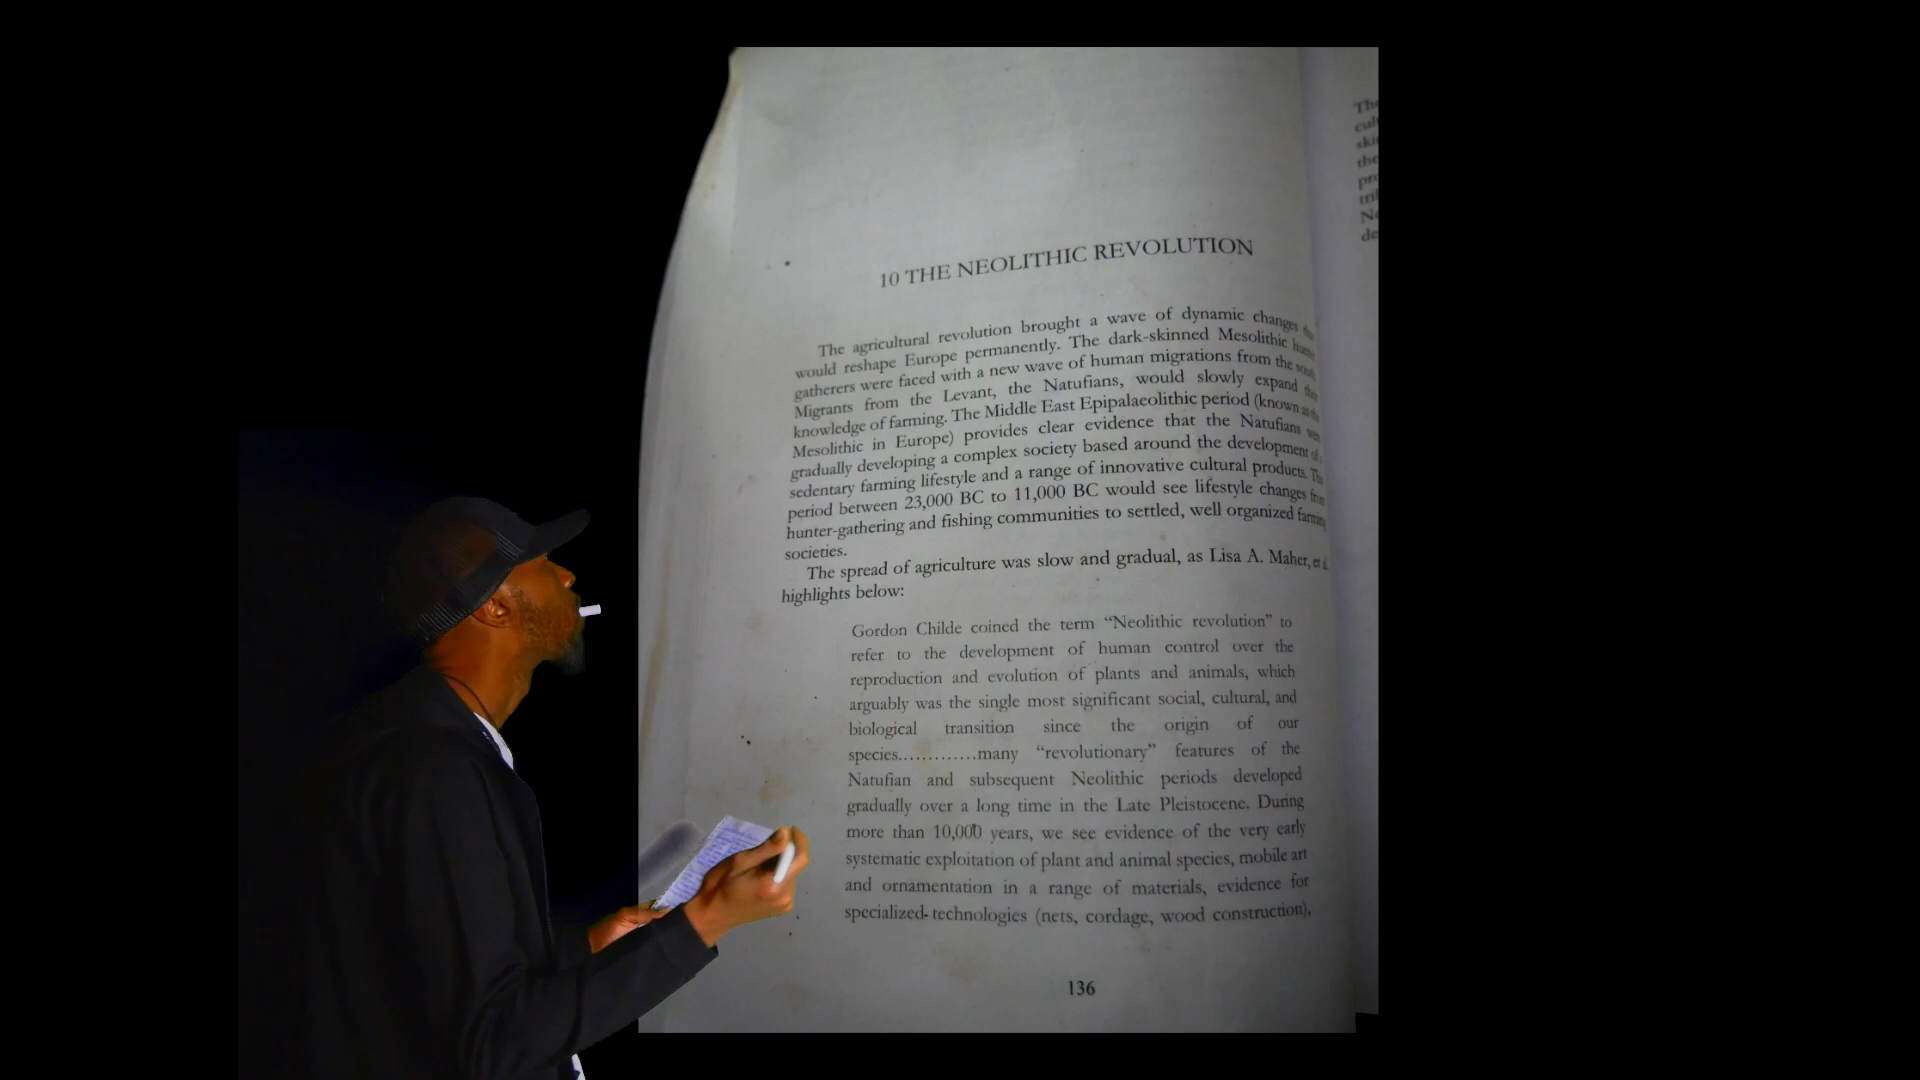 10 THE NEOLITHIC REVOLUTION
The agricultural revolution brought a wave of dynamic changes
would reshape Europe permanently. The dark-skinned Mesolithic
gatherers were faced with a new wave of human migrations from the
Migrants from the Levant, the Natufians, would slowly expand
knowledge of farming. The Middle East Epipalaeolithic period (known as the
Mesolithic in Europe) provides clear evidence that the Natufians
gradually developing a complex society based around the development of
sedentary farming lifestyle and a range of innovative cultural products.
period between 23,000 BC to 11,000 BC would see lifestyle changes from
hunter-gathering and fishing communities to settled, well organized farming
societies.
The spread of agriculture was slow and gradual, as Lisa A. Maher, et
highlights below:
Gordon Childe coined the term “Neolithic revolution” to
refer to the development of human control over the
reproduction and evolution of plants and animals, which
arguably was the single most significant social, cultural, and
biological transition since the origin of our
species.............many “revolutionary” features of the
Natufian and subsequent Neolithic periods developed
gradually over a long time in the Late Pleistocene. During
more than 10,000 years, we see evidence of the very early
systematic exploitation of plant and animal species, mobile art
and ornamentation in a range of materials, evidence for
specialized- technologies (nets, cordage, wood construction),
136